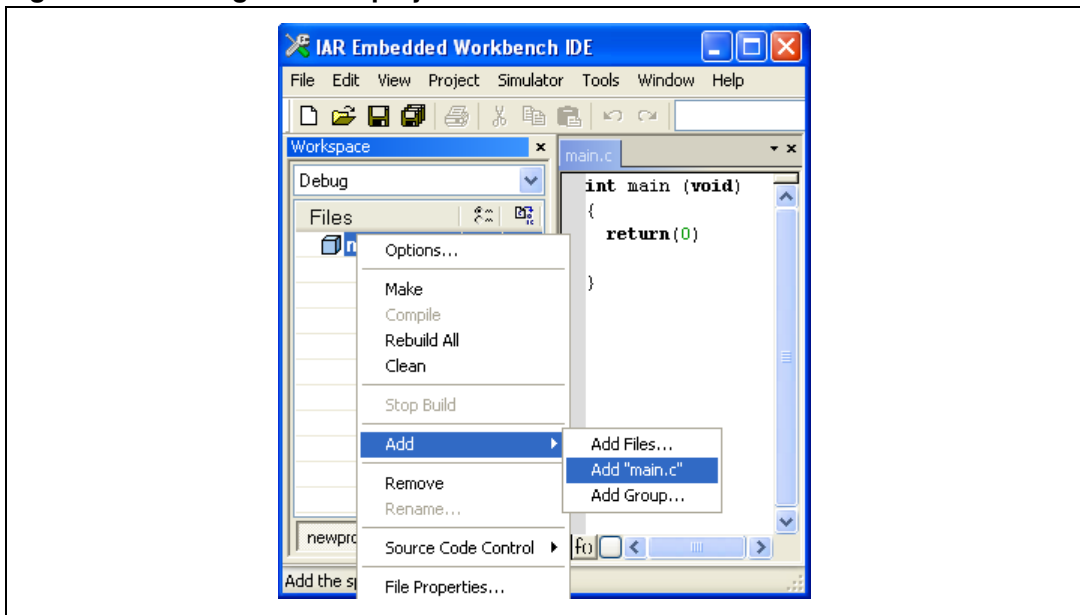 IAR Embedded Workbench IDE
File Edit View Project Simulator Tools Window Help
Workspace
main.c
Debug
Files
int main (void)
{
return(0)
}
Options...
Make
Compile
Rebuild All
Clean
Stop Build
Add
Add Files...
Add "main.c"
Add Group...
Remove
Rename...
Source Code Control
File Properties...
newpro
f()
Add the s